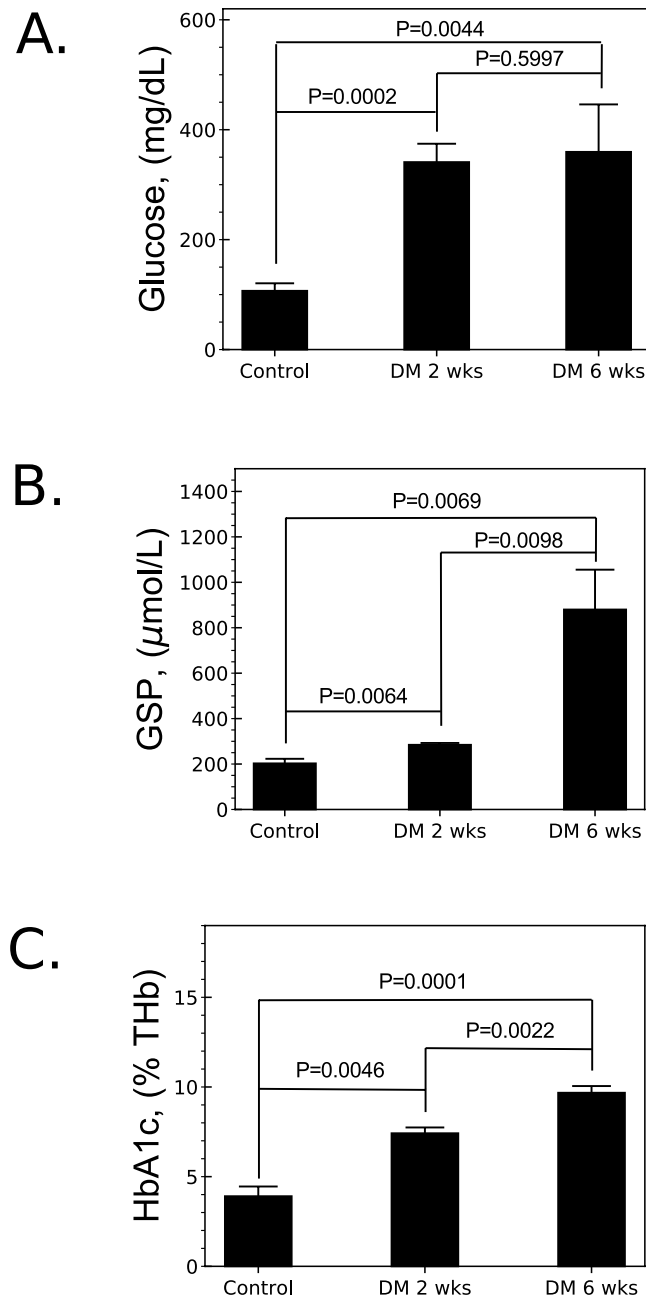 A.
Glucose, (mg/dL)
600
400
200
0
P=0.0044
P=0.5997
P=0.0002
Control
DM 2 wks
DM 6 wks
B.
GSP, (μmol/L)
1400
1200
1000
800
600
400
200
0
P=0.0069
P=0.0098
P=0.0064
Control
DM 2 wks
DM 6 wks
C.
HbA1c, (% THb)
15
10
5
0
P=0.0001
P=0.0022
P=0.0046
Control
DM 2 wks
DM 6 wks